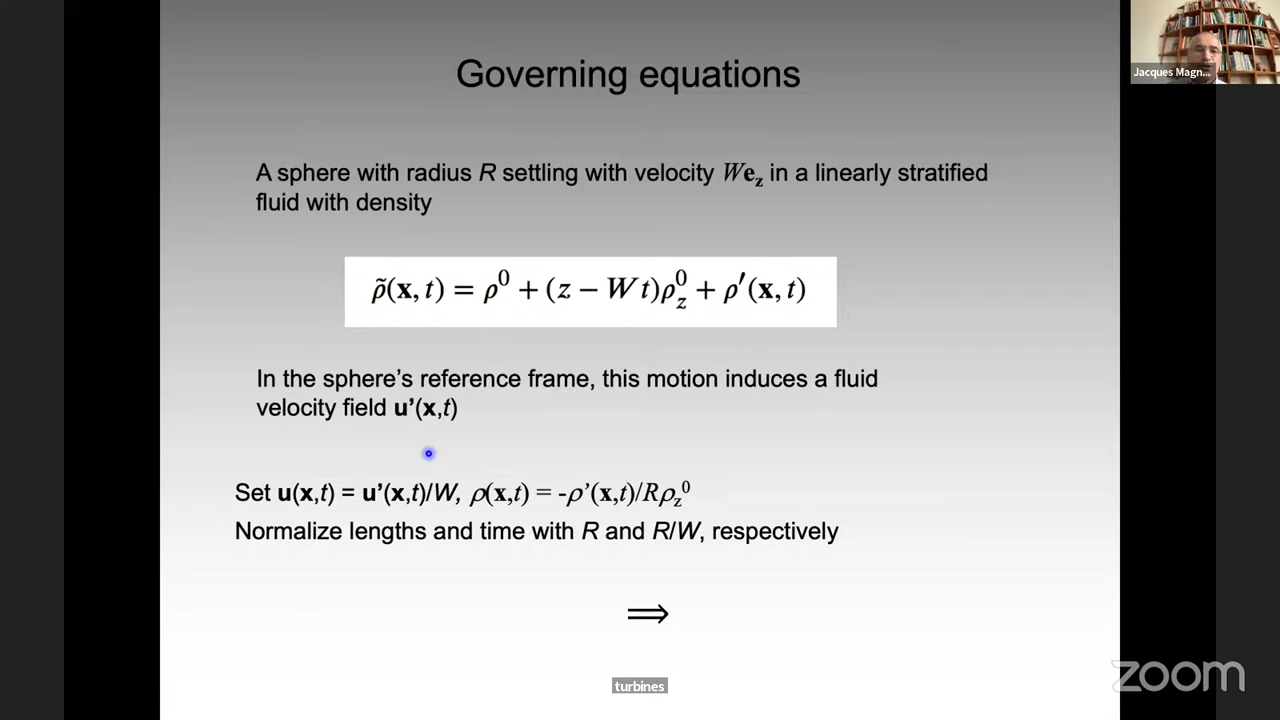 Governing equations
Jacques Magn...
A sphere with radius R settling with velocity We_z in a linearly stratified
fluid with density
ρ̃(x, t) = ρ^0 + (z − W t)ρ_z^0 + ρ′(x, t)
In the sphere’s reference frame, this motion induces a fluid
velocity field u’(x,t)
Set u(x,t) = u’(x,t)/W, ρ(x,t) = -ρ’(x,t)/Rρ_z^0
Normalize lengths and time with R and R/W, respectively
⟹
turbines
zoom